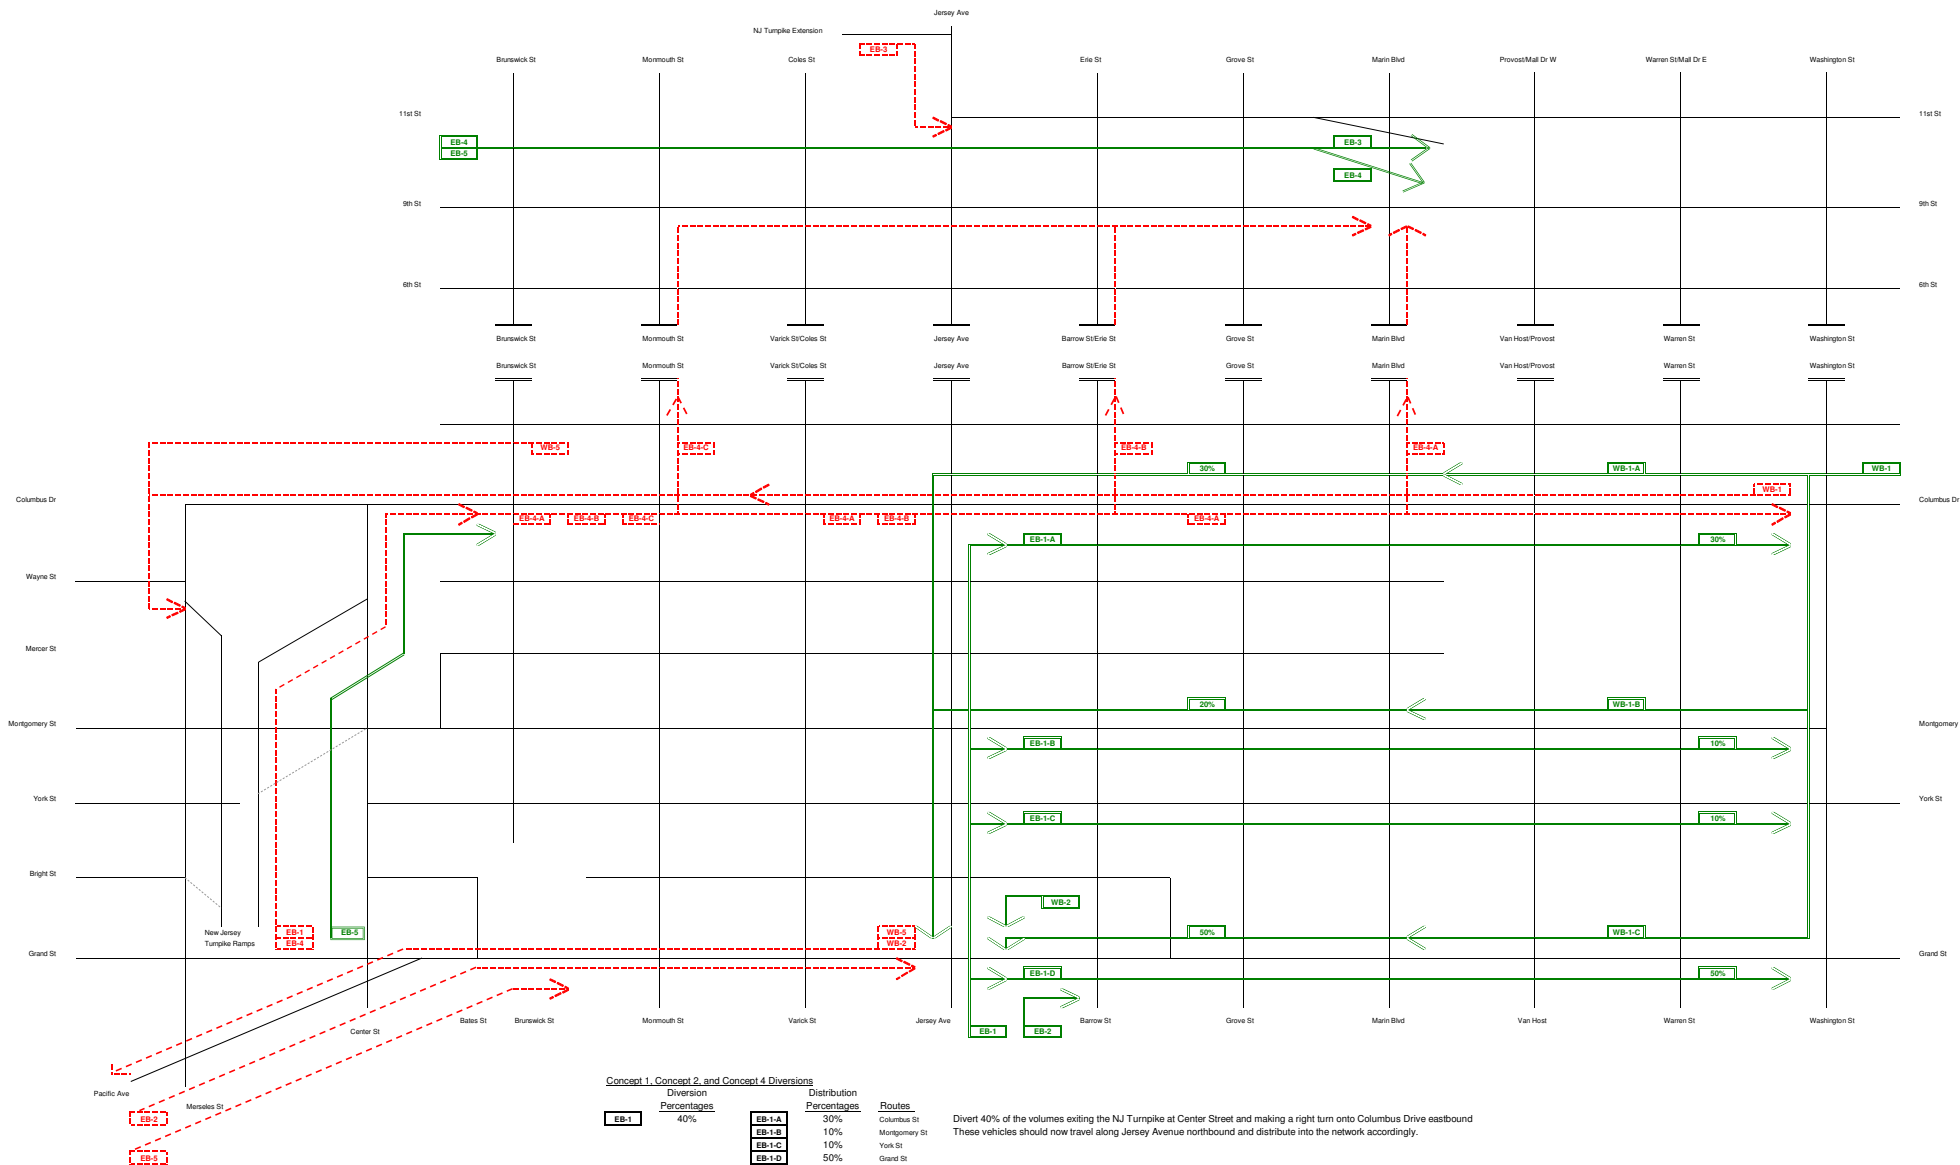 Jersey Ave
NJ Turnpike Extension
EB-3
Brunswick St Monmouth St Coles St Erie St Grove St Marin Blvd Provost/Mall Dr W Warren St/Mall Dr E Washington St
11st St 11st St
EB-4 EB-3
EB-5
EB-4
9th St 9th St
6th St 6th St
Brunswick St Monmouth St Varick St/Coles St Jersey Ave Barrow St/Erie St Grove St Marin Blvd Van Host/Provost Warren St Washington St
Brunswick St Monmouth St Varick St/Coles St Jersey Ave Barrow St/Erie St Grove St Marin Blvd Van Host/Provost Warren St Washington St
WB-5 EB-4-C EB-4-B EB-4-A
30% WB-1-A WB-1
WB-1
Columbus Dr Columbus Dr
EB-4-A EB-4-B EB-4-C EB-4-A EB-4-B EB-4-A
EB-1-A 30%
Wayne St
Mercer St
20% WB-1-B
Montgomery St Montgomery
EB-1-B 10%
York St York St
EB-1-C 10%
Bright St
WB-2
New Jersey EB-1 EB-5 WB-5 50% WB-1-C
Turnpike Ramps EB-4 WB-2
Grand St Grand St
EB-1-D 50%
Center St Bates St Brunswick St Monmouth St Varick St Jersey Ave Barrow St Grove St Marin Blvd Van Host Warren St Washington St
EB-1 EB-2
Pacific Ave
Merseles St
EB-2
EB-5
Concept 1, Concept 2, and Concept 4 Diversions
Diversion Distribution
Percentages Percentages Routes
EB-1 40% EB-1-A 30% Columbus St Divert 40% of the volumes exiting the NJ Turnpike at Center Street and making a right turn onto Columbus Drive eastbound
EB-1-B 10% Montgomery St These vehicles should now travel along Jersey Avenue northbound and distribute into the network accordingly.
EB-1-C 10% York St
EB-1-D 50% Grand St